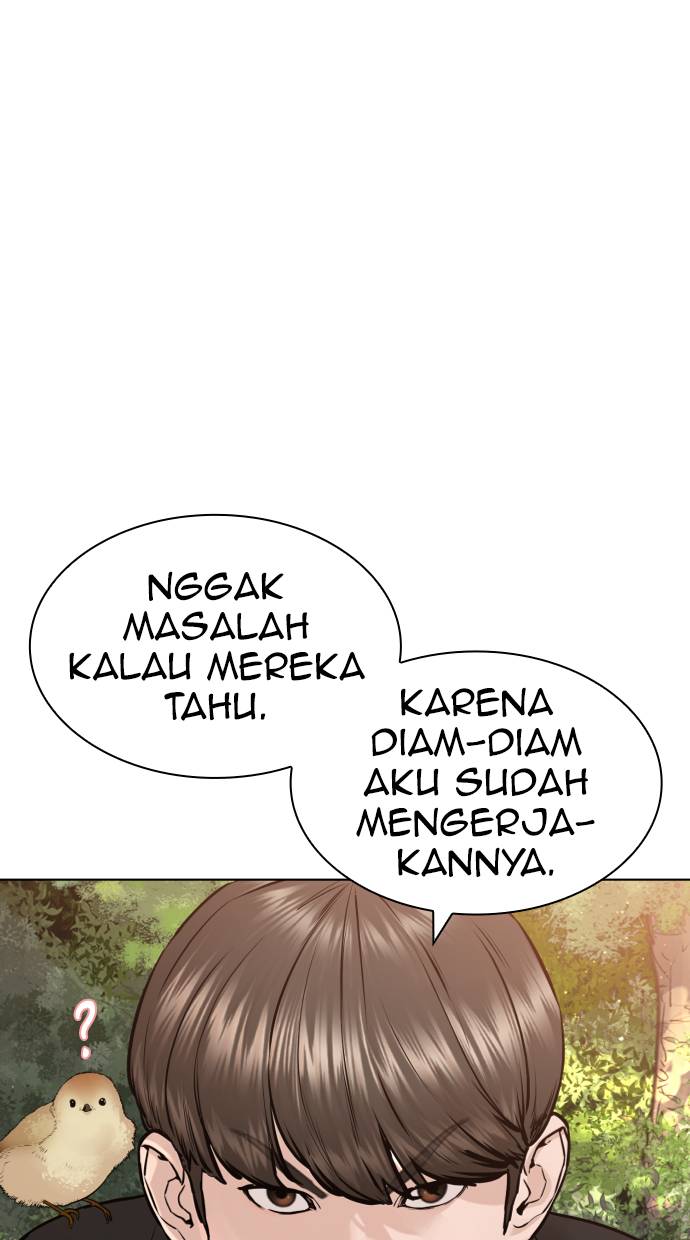 NGGAK
MASALAH
KALAU MEREKA
TAHU.
KARENA
DIAM-DIAM
AKU SUDAH
MENGERJA-
KANNYA.
?